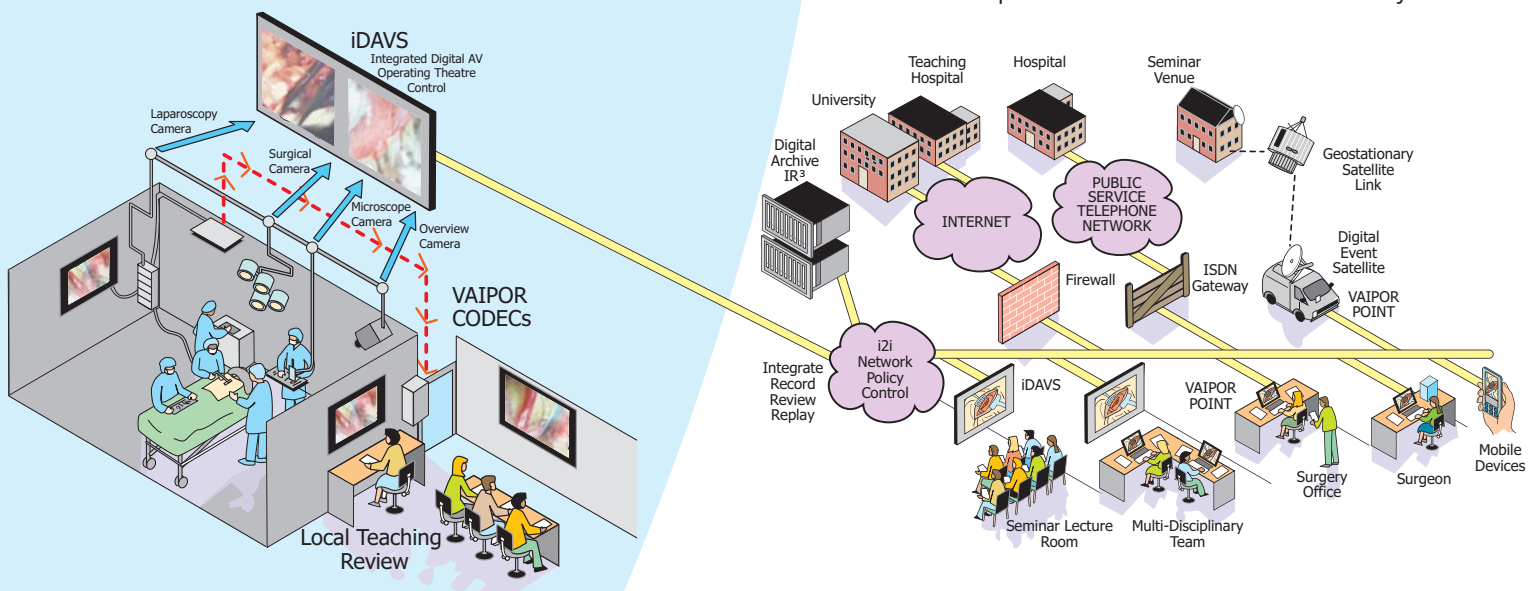 iDAVS
Integrated Digital AV
Operating Theatre
Control
Laparoscopy
Camera
Surgical
Camera
Microscope
Camera
Overview
Camera
VAIPOR
CODECs
Local Teaching
Review
Teaching
Hospital
Hospital
Seminar
Venue
University
Digital
Archive
IR³
INTERNET
PUBLIC
SERVICE
TELEPHONE
NETWORK
Geostationary
Satellite
Link
Digital
Event
Satellite
VAIPOR
POINT
Firewall
ISDN
Gateway
Integrate
Record
Review
Replay
i2i
Network
Policy
Control
iDAVS
VAIPOR
POINT
Seminar Lecture
Room
Multi-Disciplinary
Team
Surgery
Office
Surgeon
Mobile
Devices